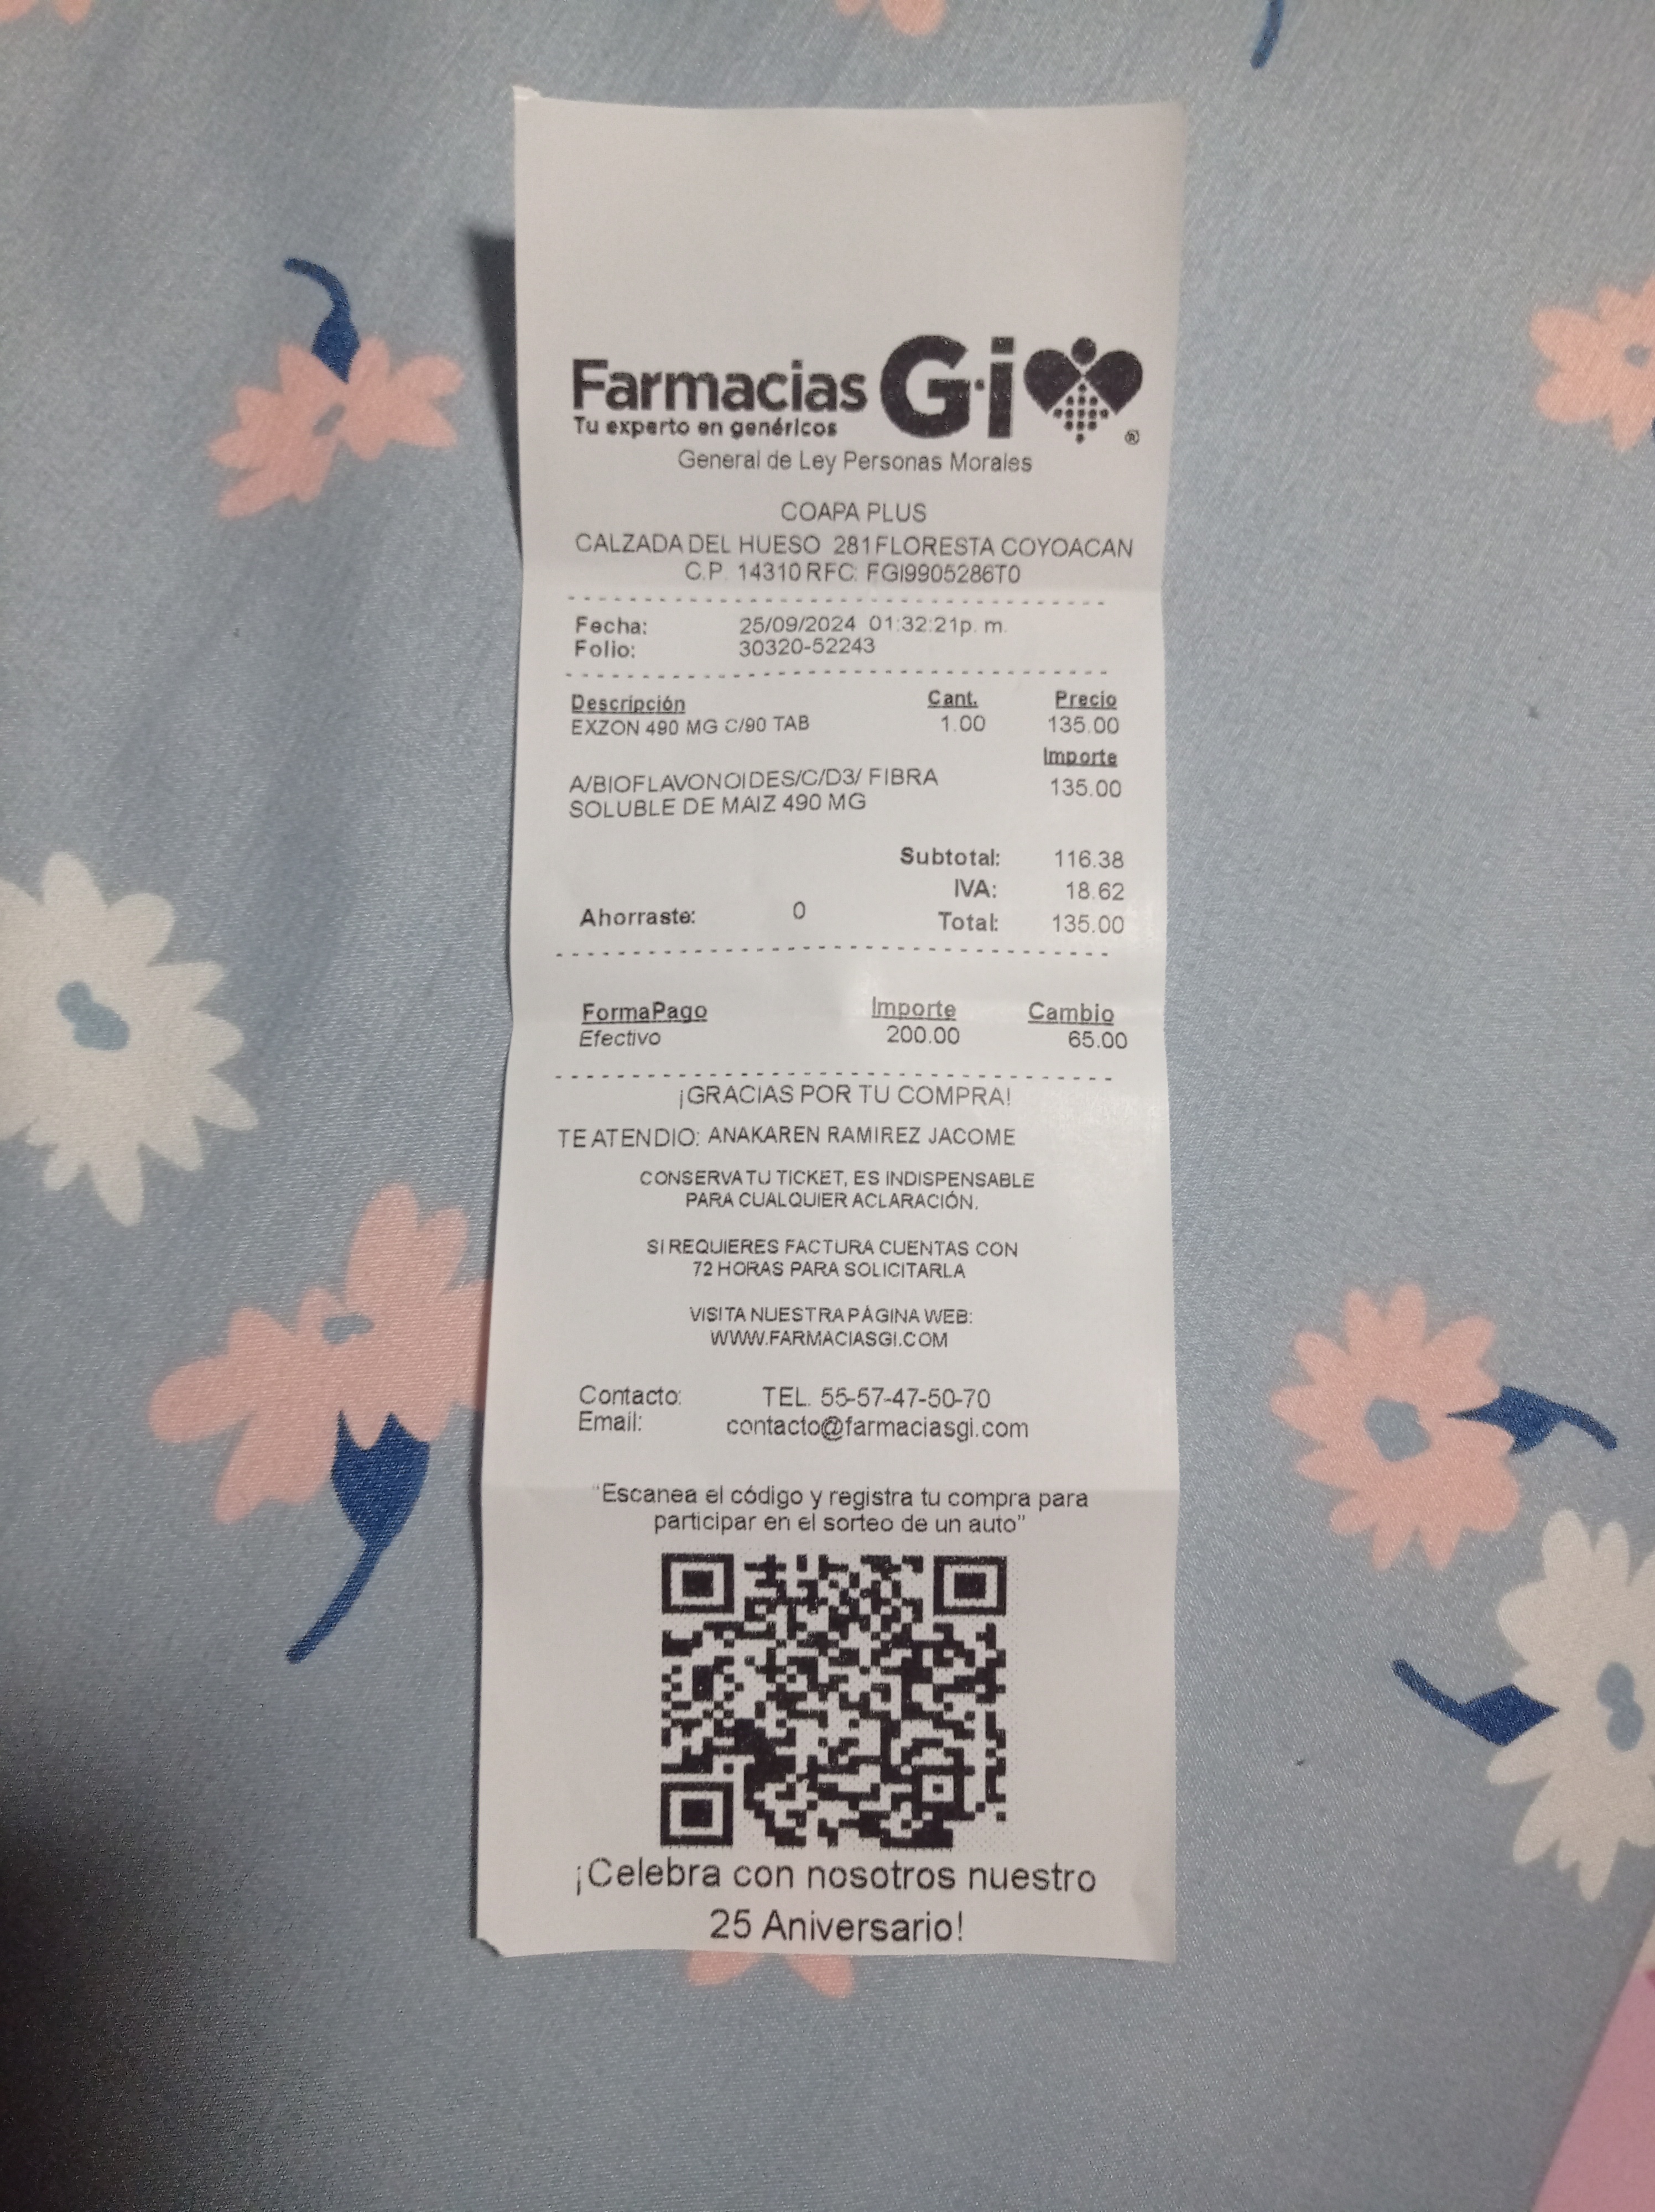 Farmacias G·i
Tu experto en genéricos
®
General de Ley Personas Morales
COAPA PLUS
CALZADA DEL HUESO 281 FLORESTA COYOACAN
C.P. 14310 RFC: FGI9905286T0
Fecha: 25/09/2024 01:32:21p. m.
Folio: 30320-52243
Descripción Cant. Precio
EXZON 490 MG C/90 TAB 1.00 135.00
Importe
A/BIOFLAVONOIDES/C/D3/ FIBRA 135.00
SOLUBLE DE MAIZ 490 MG
Subtotal: 116.38
IVA: 18.62
Ahorraste: 0 Total: 135.00
FormaPago Importe Cambio
Efectivo 200.00 65.00
¡GRACIAS POR TU COMPRA!
TE ATENDIO: ANAKAREN RAMIREZ JACOME
CONSERVA TU TICKET, ES INDISPENSABLE
PARA CUALQUIER ACLARACIÓN.
SI REQUIERES FACTURA CUENTAS CON
72 HORAS PARA SOLICITARLA
VISITA NUESTRA PÁGINA WEB:
WWW.FARMACIASGI.COM
Contacto: TEL. 55-57-47-50-70
Email: contacto@farmaciasgi.com
"Escanea el código y registra tu compra para
participar en el sorteo de un auto"
¡Celebra con nosotros nuestro
25 Aniversario!